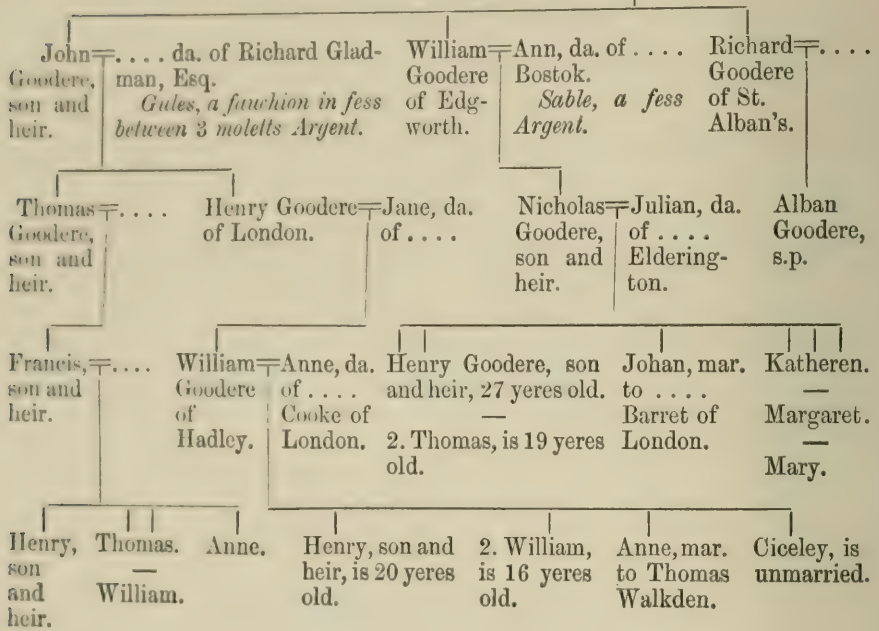 John=.... da. of Richard Glad-
Goodere, man, Esq.
son and Gules, a fauchion in fess
heir. between 3 moletts Argent.
William=Ann, da. of ....
Goodere Bostok.
of Edg- Sable, a fess
worth. Argent.
Richard=....
Goodere
of St.
Alban's.
Thomas=....
Goodere,
son and
heir.
Henry Goodere=Jane, da.
of London. of ....
Nicholas=Julian, da.
Goodere, of ....
son and Eldering-
heir. ton.
Alban
Goodere,
s.p.
Francis,=....
son and
heir.
William=Anne, da.
Goodere of ....
of Cooke of
Hadley. London.
Henry Goodere, son
and heir, 27 yeres old.
—
2. Thomas, is 19 yeres
old.
Johan, mar.
to ....
Barret of
London.
Katheren.
—
Margaret.
—
Mary.
Henry,
son
and
heir.
Thomas.
—
William.
Anne.
Henry, son and
heir, is 20 yeres
old.
2. William,
is 16 yeres
old.
Anne, mar.
to Thomas
Walkden.
Ciceley, is
unmarried.